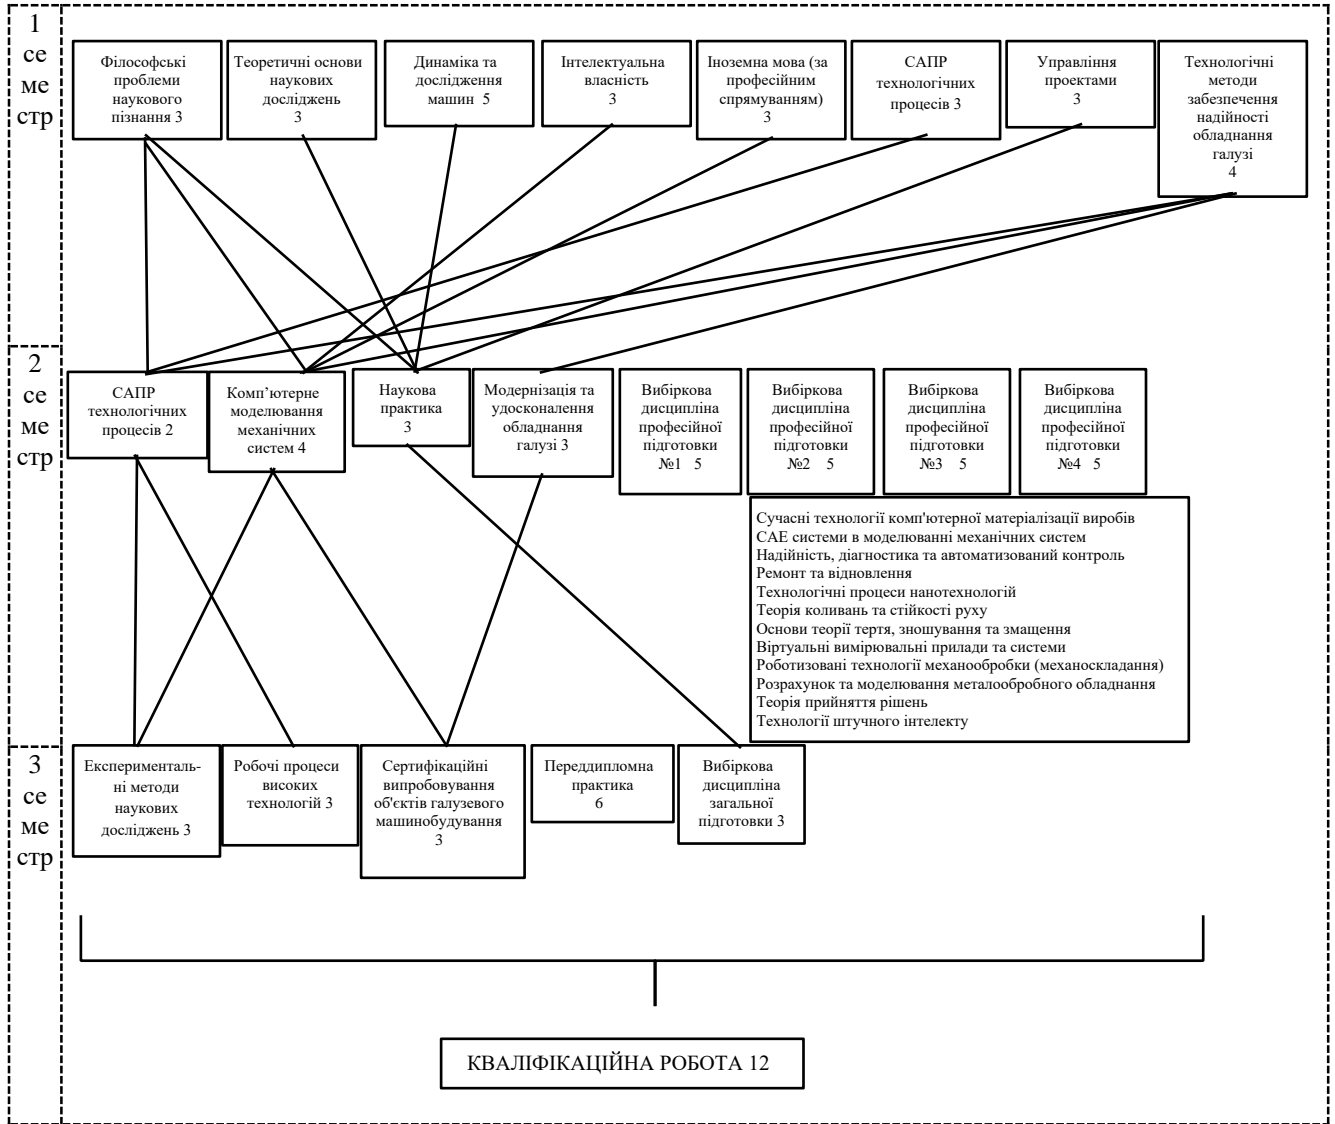 1
се
ме
стр
Філософські
проблеми
наукового
пізнання 3
Теоретичні основи
наукових
досліджень
3
Динаміка та
дослідження
машин 5
Інтелектуальна
власність
3
Іноземна мова (за
професійним
спрямуванням)
3
САПР
технологічних
процесів 3
Управління
проектами
3
Технологічні
методи
забезпечення
надійності
обладнання
галузі
4
2
се
ме
стр
САПР
технологічних
процесів 2
Комп’ютерне
моделювання
механічних
систем 4
Наукова
практика
3
Модернізація та
удосконалення
обладнання
галузі 3
Вибіркова
дисципліна
професійної
підготовки
№1 5
Вибіркова
дисципліна
професійної
підготовки
№2 5
Вибіркова
дисципліна
професійної
підготовки
№3 5
Вибіркова
дисципліна
професійної
підготовки
№4 5
Сучасні технології комп'ютерної матеріалізації виробів
САЕ системи в моделюванні механічних систем
Надійність, діагностика та автоматизований контроль
Ремонт та відновлення
Технологічні процеси нанотехнологій
Теорія коливань та стійкості руху
Основи теорії тертя, зношування та змащення
Віртуальні вимірювальні прилади та системи
Роботизовані технології механообробки (механоскладання)
Розрахунок та моделювання металообробного обладнання
Теорія прийняття рішень
Технології штучного інтелекту
3
се
ме
стр
Експерименталь-
ні методи
наукових
досліджень 3
Робочі процеси
високих
технологій 3
Сертифікаційні
випробовування
об'єктів галузевого
машинобудування
3
Переддипломна
практика
6
Вибіркова
дисципліна
загальної
підготовки 3
КВАЛІФІКАЦІЙНА РОБОТА 12